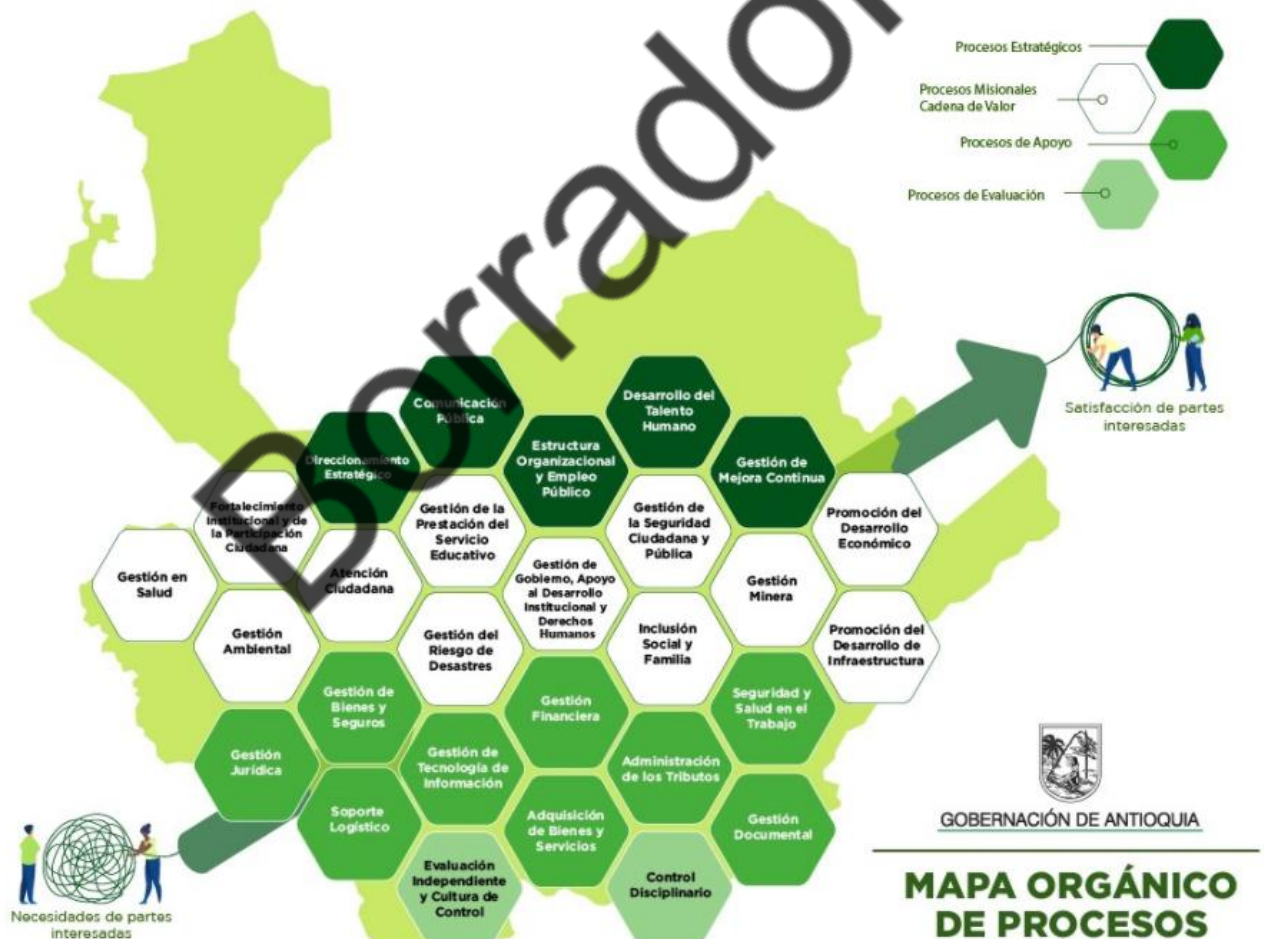 Borrador
Procesos Estratégicos
Procesos Misionales
Cadena de Valor
Procesos de Apoyo
Procesos de Evaluación
Satisfacción de partes
interesadas
Comunicación
Pública
Desarrollo del
Talento
Humano
Direccionamiento
Estratégico
Estructura
Organizacional
y Empleo
Público
Gestión de
Mejora Continua
Fortalecimiento
Institucional y de
la Participación
Ciudadana
Gestión de la
Prestación del
Servicio
Educativo
Gestión de
la Seguridad
Ciudadana y
Pública
Promoción del
Desarrollo
Económico
Gestión en
Salud
Atención
Ciudadana
Gestión de
Gobierno, Apoyo
al Desarrollo
Institucional y
Derechos
Humanos
Gestión
Minera
Gestión
Ambiental
Gestión del
Riesgo de
Desastres
Inclusión
Social y
Familia
Promoción del
Desarrollo de
Infraestructura
Gestión de
Bienes y
Seguros
Gestión
Financiera
Seguridad y
Salud en el
Trabajo
Gestión
Jurídica
Gestión de
Tecnología de
Información
Administración
de los Tributos
Soporte
Logístico
Adquisición
de Bienes y
Servicios
Gestión
Documental
Evaluación
Independiente
y Cultura de
Control
Control
Disciplinario
Necesidades de partes
interesadas
GOBERNACIÓN DE ANTIOQUIA
MAPA ORGÁNICO
DE PROCESOS